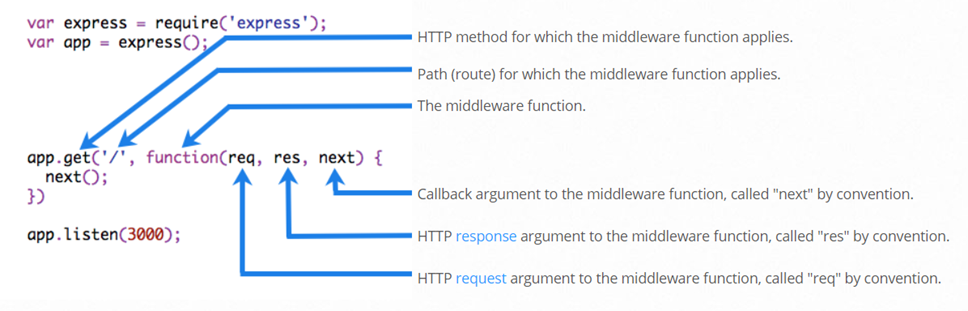 var express = require('express');
var app = express();
HTTP method for which the middleware function applies.
Path (route) for which the middleware function applies.
The middleware function.
app.get('/', function(req, res, next) {
  next();
})
app.listen(3000);
Callback argument to the middleware function, called "next" by convention.
HTTP response argument to the middleware function, called "res" by convention.
HTTP request argument to the middleware function, called "req" by convention.